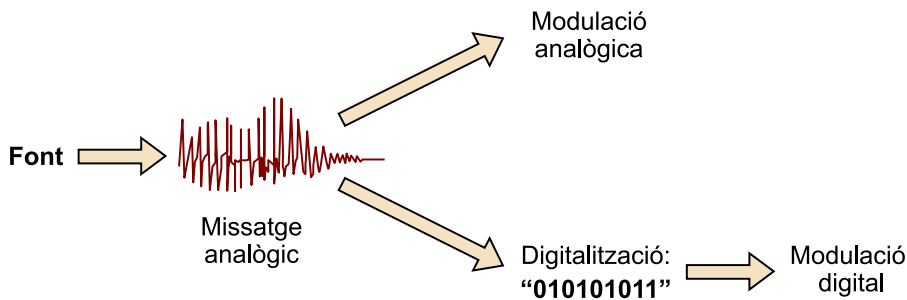 Modulació
analògica
Font
Missatge
analògic
Digitalització:
“010101011”
Modulació
digital